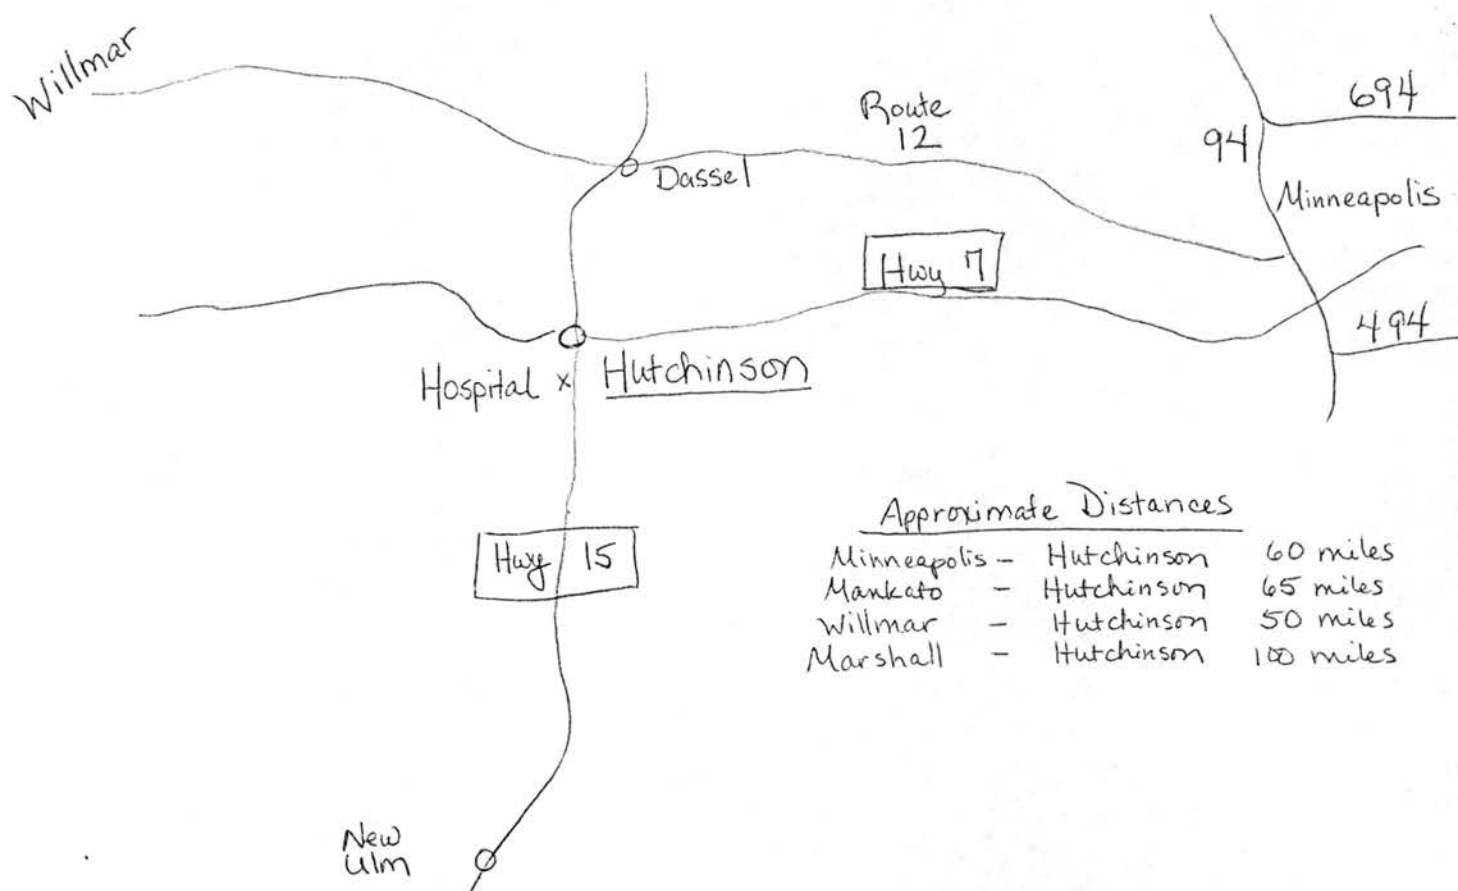 Willmar
694
Route
12
94
Dassel
Minneapolis
Hwy 7
494
Hospital x Hutchinson
Approximate Distances
Minneapolis - Hutchinson 60 miles
Mankato - Hutchinson 65 miles
Willmar - Hutchinson 50 miles
Marshall - Hutchinson 100 miles
Hwy 15
New
Ulm